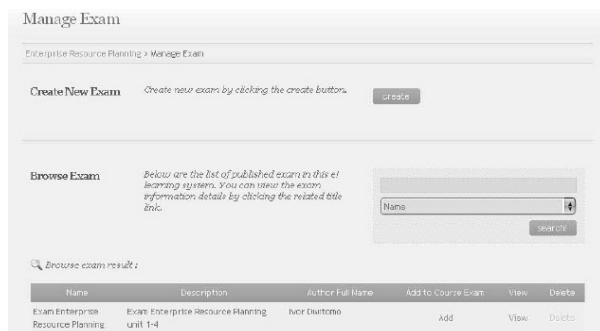 Manage Exam
Enterprise Resource Planning > Manage Exam
Create New Exam
Create new exam by clicking the create button.
create
Browse Exam
Below are the list of published exam in this e/
learning system. You can view the exam
information details by clicking the related title
link.
Name
search!
Browse exam result :
Name Description Author Full Name Add to Course Exam View Delete
Exam Enterprise Exam Enterprise Resource Planning Ivor Dwitomo Add View Delete
Resource Planning unit 1-4